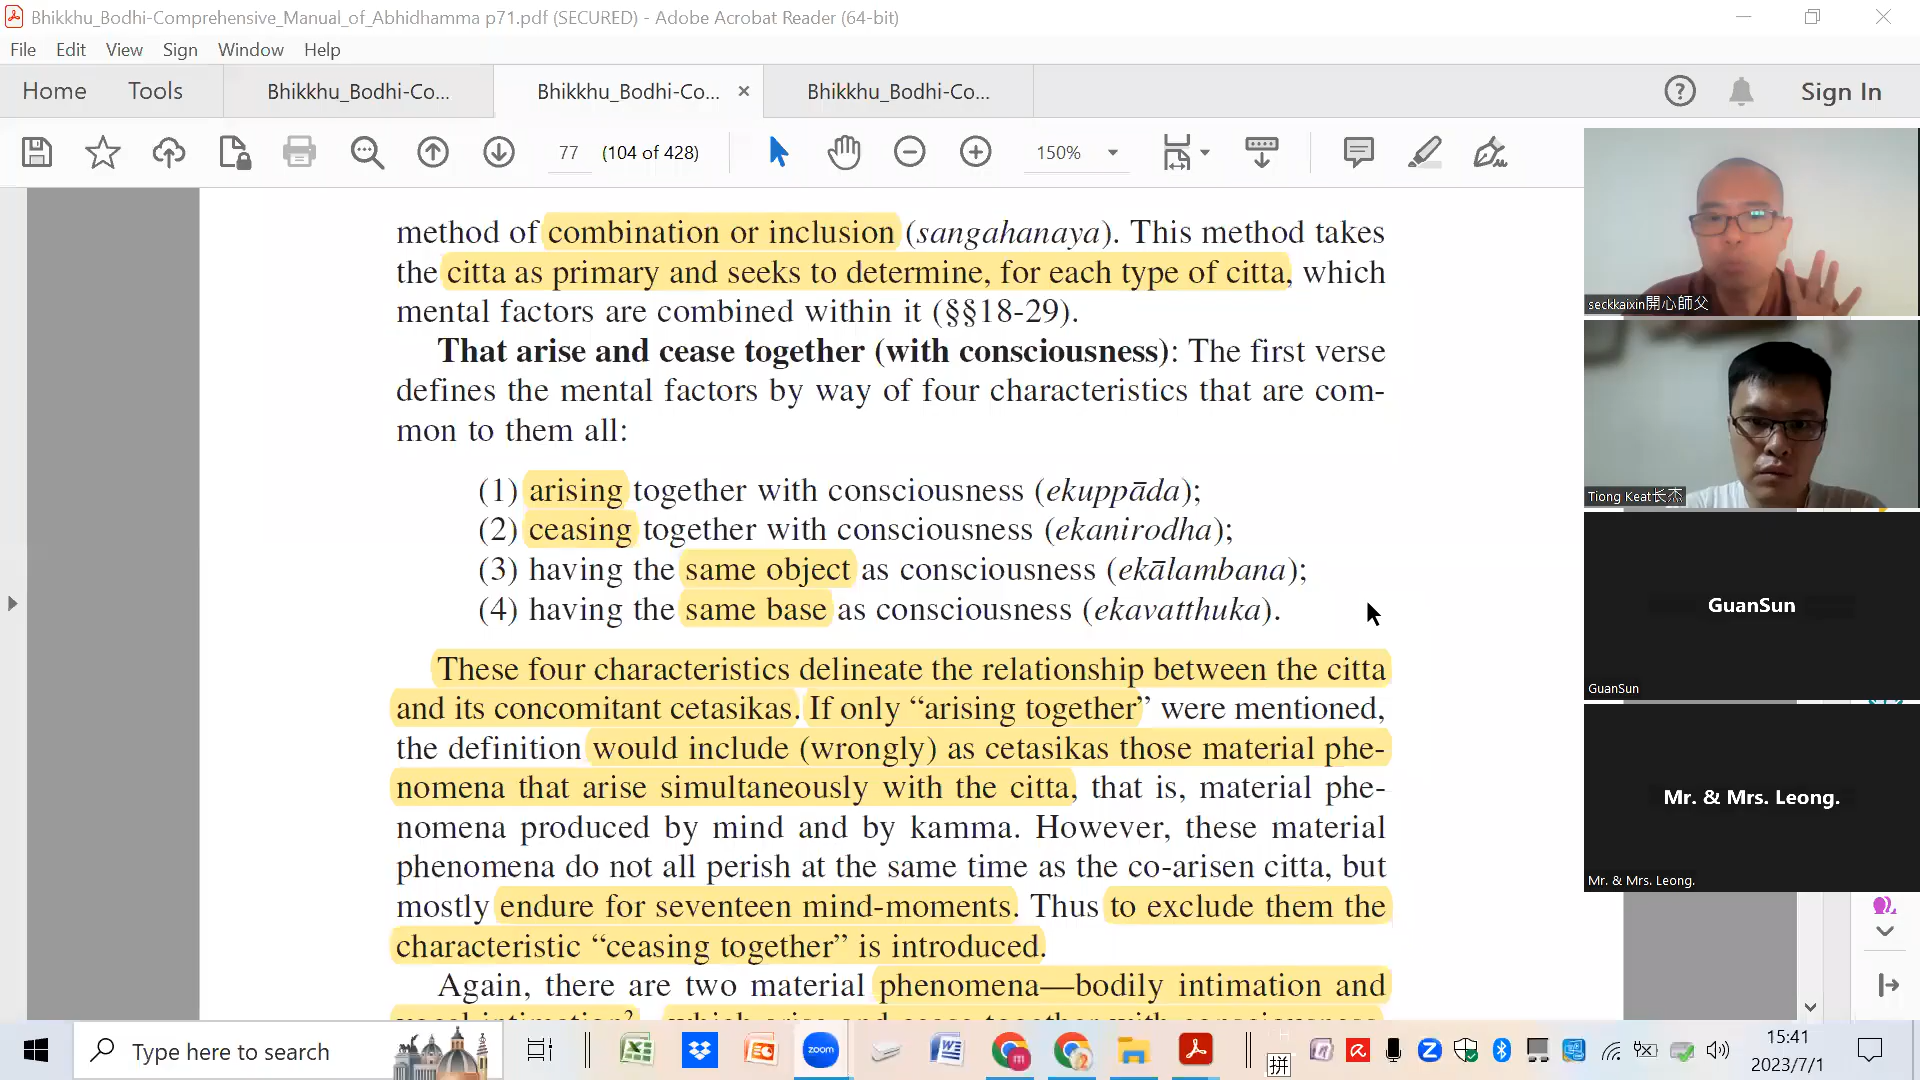 Bhikkhu_Bodhi-Comprehensive_Manual_of_Abhidhamma p71.pdf (SECURED) - Adobe Acrobat Reader (64-bit)
File Edit View Sign Window Help
Home Tools Bhikkhu_Bodhi-Co... Bhikkhu_Bodhi-Co... × Bhikkhu_Bodhi-Co... Sign In
77 (104 of 428) 150%
method of combination or inclusion (sangahanaya). This method takes
the citta as primary and seeks to determine, for each type of citta, which
mental factors are combined within it (§§18-29).
That arise and cease together (with consciousness): The first verse
defines the mental factors by way of four characteristics that are com-
mon to them all:
(1) arising together with consciousness (ekuppāda);
(2) ceasing together with consciousness (ekanirodha);
(3) having the same object as consciousness (ekālambana);
(4) having the same base as consciousness (ekavatthuka).
These four characteristics delineate the relationship between the citta
and its concomitant cetasikas. If only “arising together” were mentioned,
the definition would include (wrongly) as cetasikas those material phe-
nomena that arise simultaneously with the citta, that is, material phe-
nomena produced by mind and by kamma. However, these material
phenomena do not all perish at the same time as the co-arisen citta, but
mostly endure for seventeen mind-moments. Thus to exclude them the
characteristic “ceasing together” is introduced.
Again, there are two material phenomena—bodily intimation and
seckkaixin開心師父
Tiong Keat长杰
GuanSun
GuanSun
Mr. & Mrs. Leong.
Mr. & Mrs. Leong.
Type here to search
zoom
拼
15:41
2023/7/1